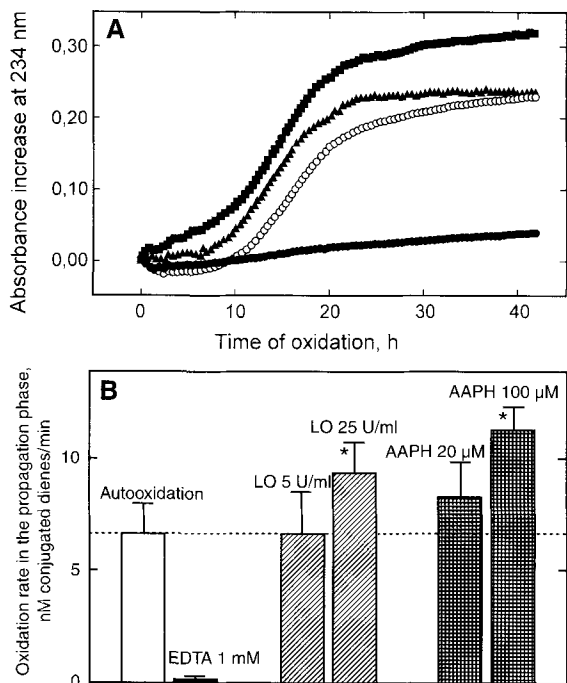 A
Absorbance increase at 234 nm
0,30
0,20
0,10
0,00
0
10
20
30
40
Time of oxidation, h
B
Oxidation rate in the propagation phase,
nM conjugated dienes/min
10
5
0
Autooxidation
EDTA 1 mM
LO 5 U/ml
LO 25 U/ml
*
AAPH 20 µM
AAPH 100 µM
*